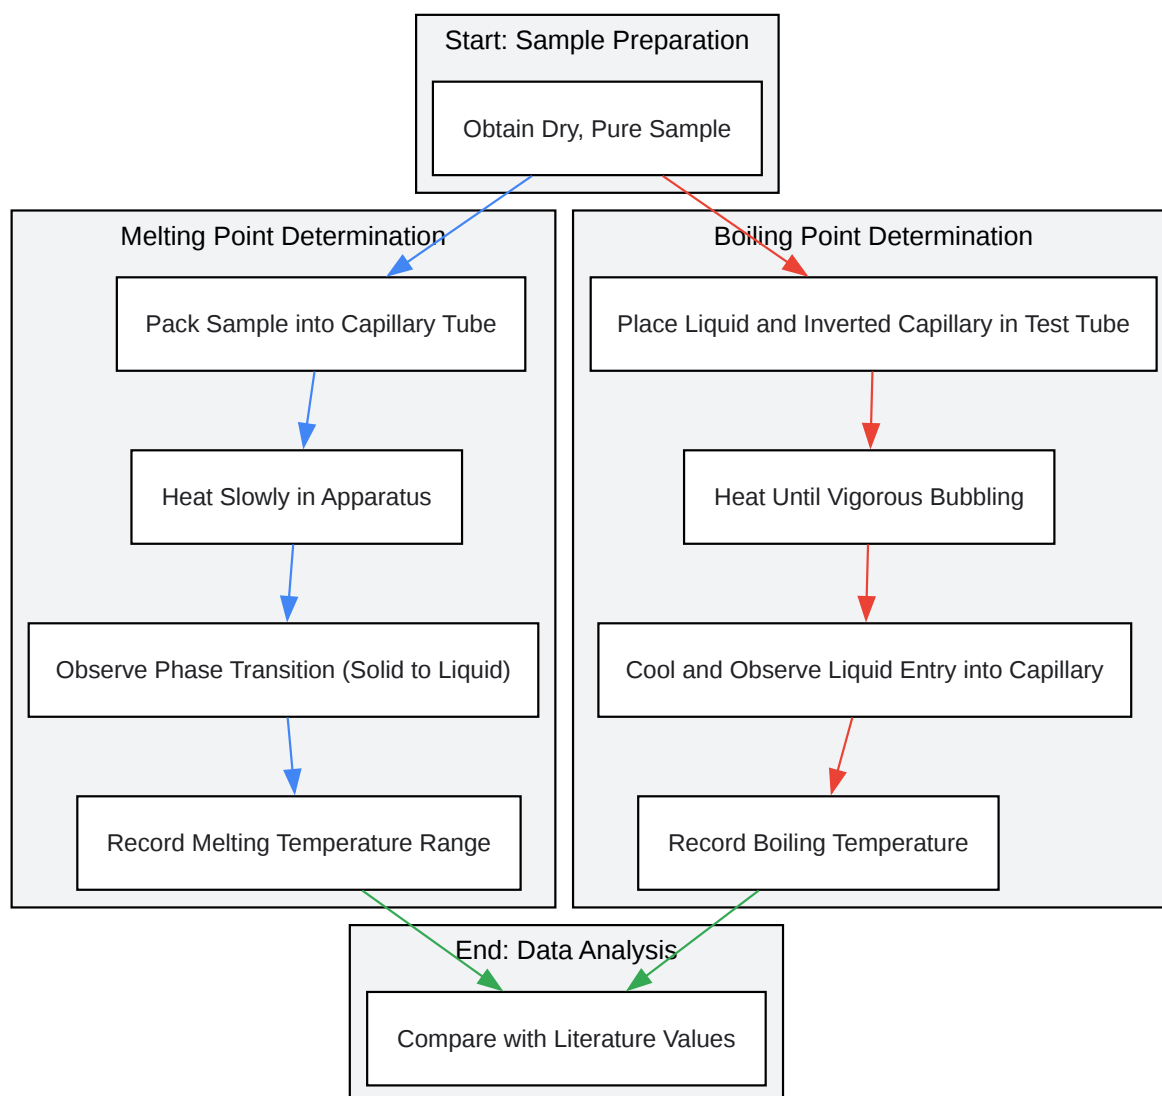 Start: Sample Preparation
Obtain Dry, Pure Sample
Melting Point Determination
Pack Sample into Capillary Tube
Heat Slowly in Apparatus
Observe Phase Transition (Solid to Liquid)
Record Melting Temperature Range
Boiling Point Determination
Place Liquid and Inverted Capillary in Test Tube
Heat Until Vigorous Bubbling
Cool and Observe Liquid Entry into Capillary
Record Boiling Temperature
End: Data Analysis
Compare with Literature Values